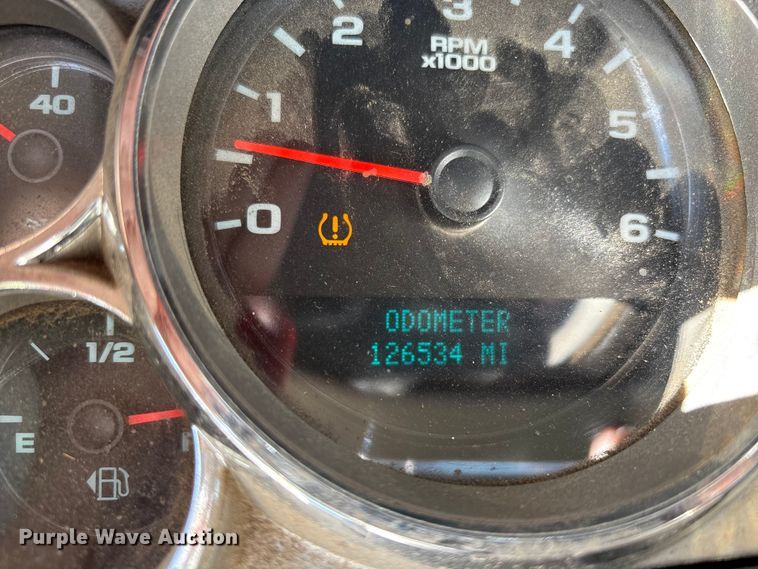 3
2
4
RPM
x1000
40
1
5
0
6
ODOMETER
126534 MI
1/2
E
Purple Wave Auction